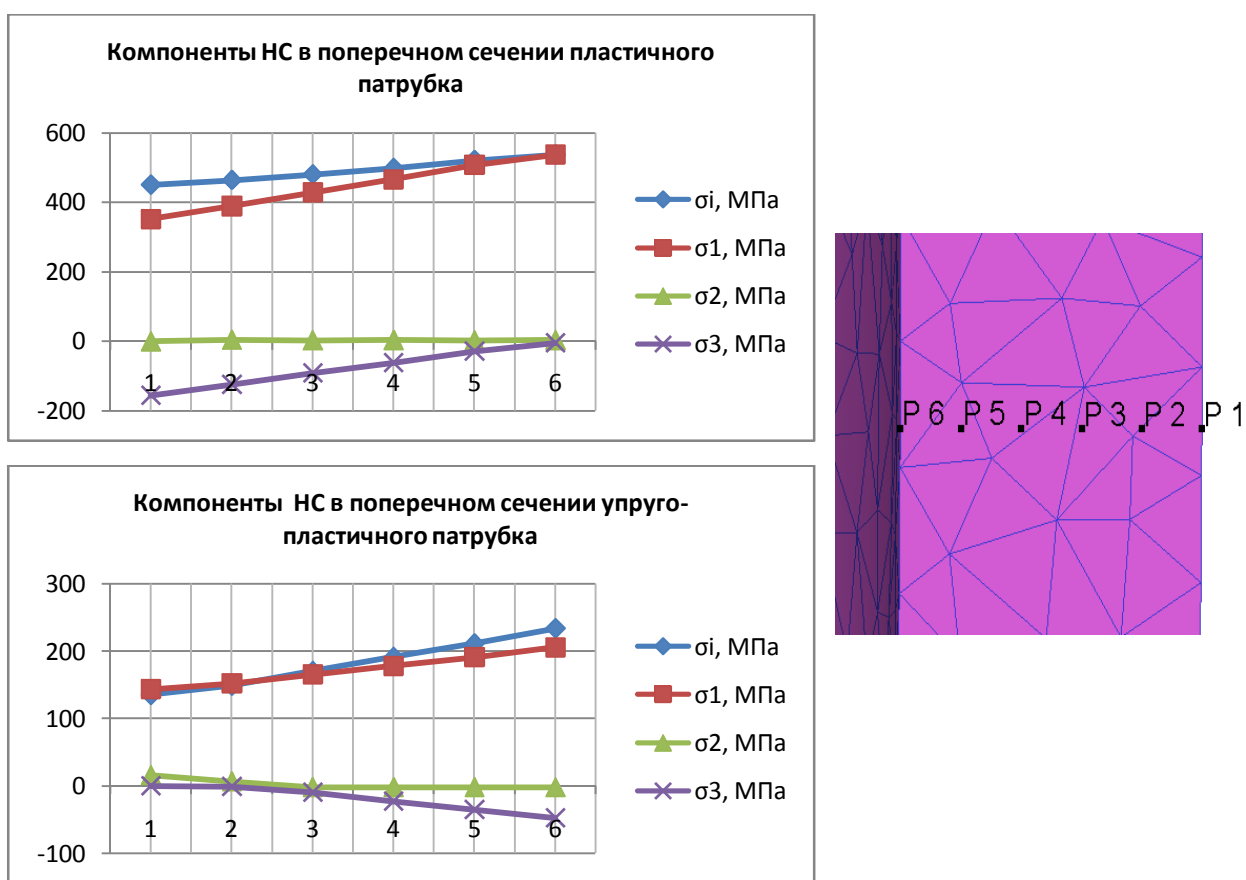 Компоненты НС в поперечном сечении пластичного
патрубка
600
400
200
0
-200
1 2 3 4 5 6
σi, МПа
σ1, МПа
σ2, МПа
σ3, МПа
Компоненты НС в поперечном сечении упруго-
пластичного патрубка
300
200
100
0
-100
1 2 3 4 5 6
σi, МПа
σ1, МПа
σ2, МПа
σ3, МПа
P 6 P 5 P 4 P 3 P 2 P 1